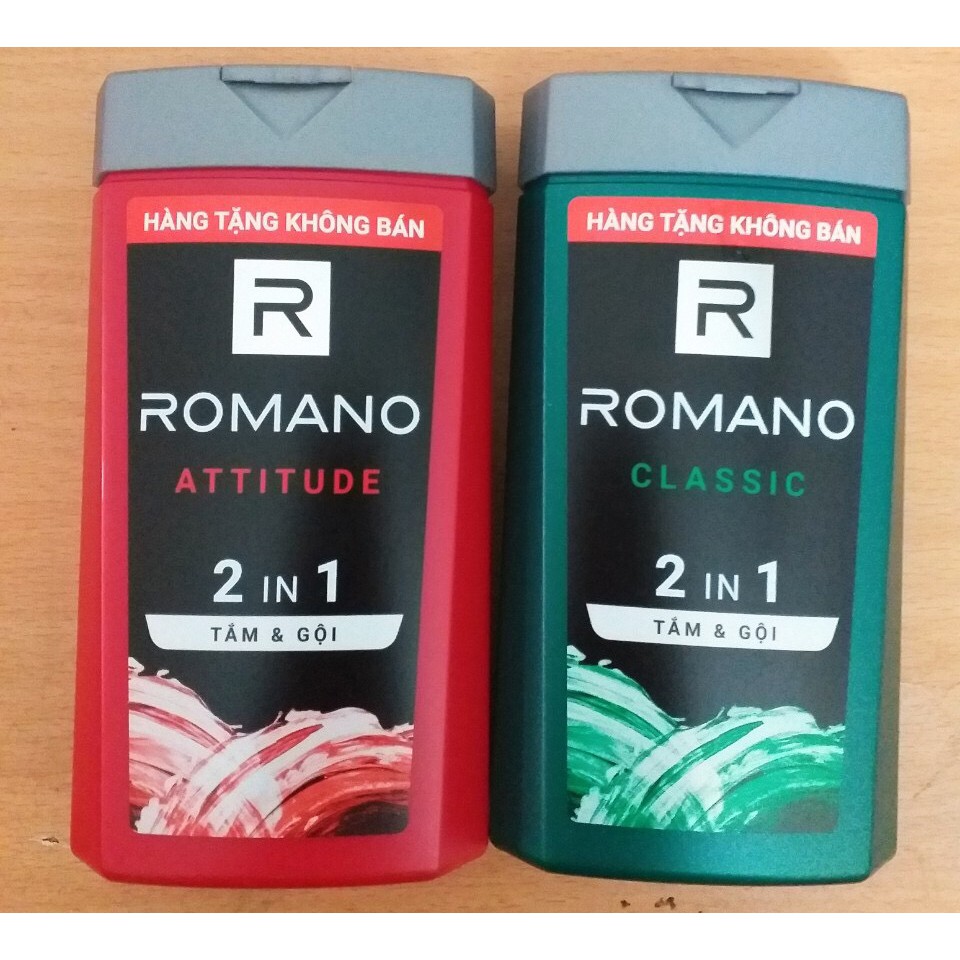 HÀNG TẶNG KHÔNG BÁN
R
ROMANO
ATTITUDE
2 IN 1
TẮM & GỘI
HÀNG TẶNG KHÔNG BÁN
R
ROMANO
CLASSIC
2 IN 1
TẮM & GỘI